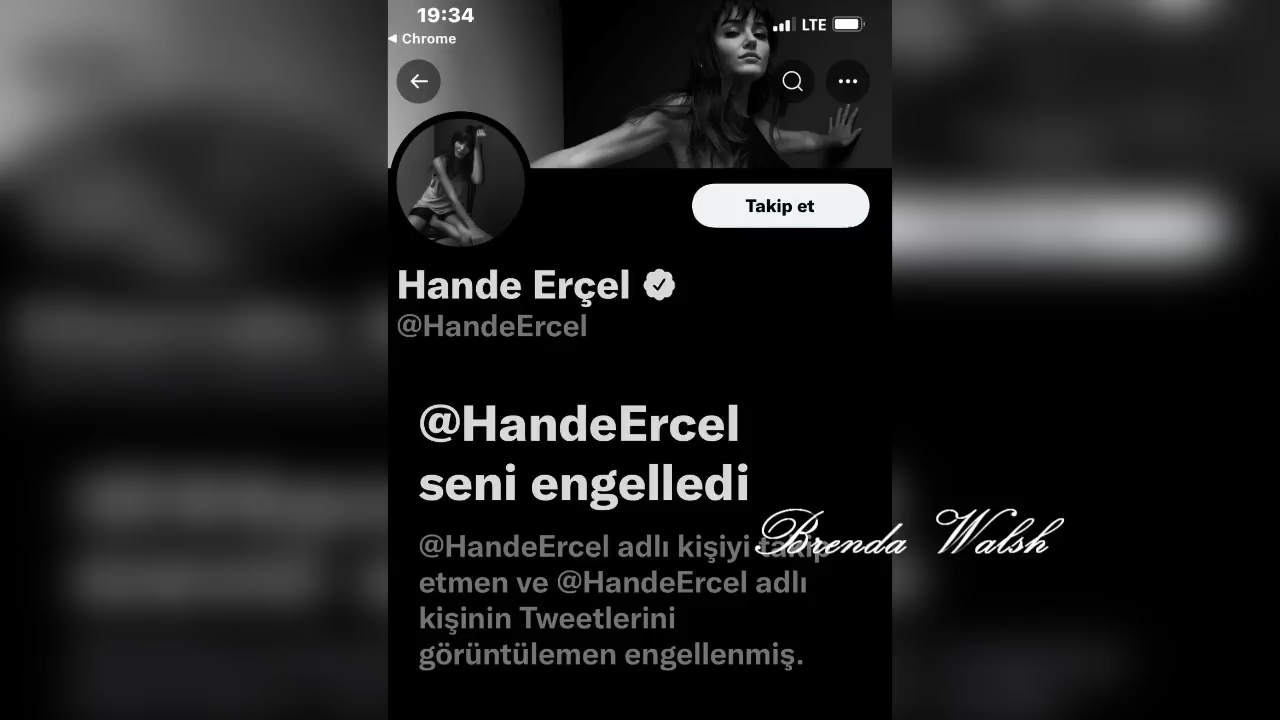 19:34
LTE
◀ Chrome
Takip et
Hande Erçel
@HandeErcel
@HandeErcel
seni engelledi
@HandeErcel adlı kişiyi takip
etmen ve @HandeErcel adlı
kişinin Tweetlerini
görüntülemen engellenmiş.
Brenda Walsh